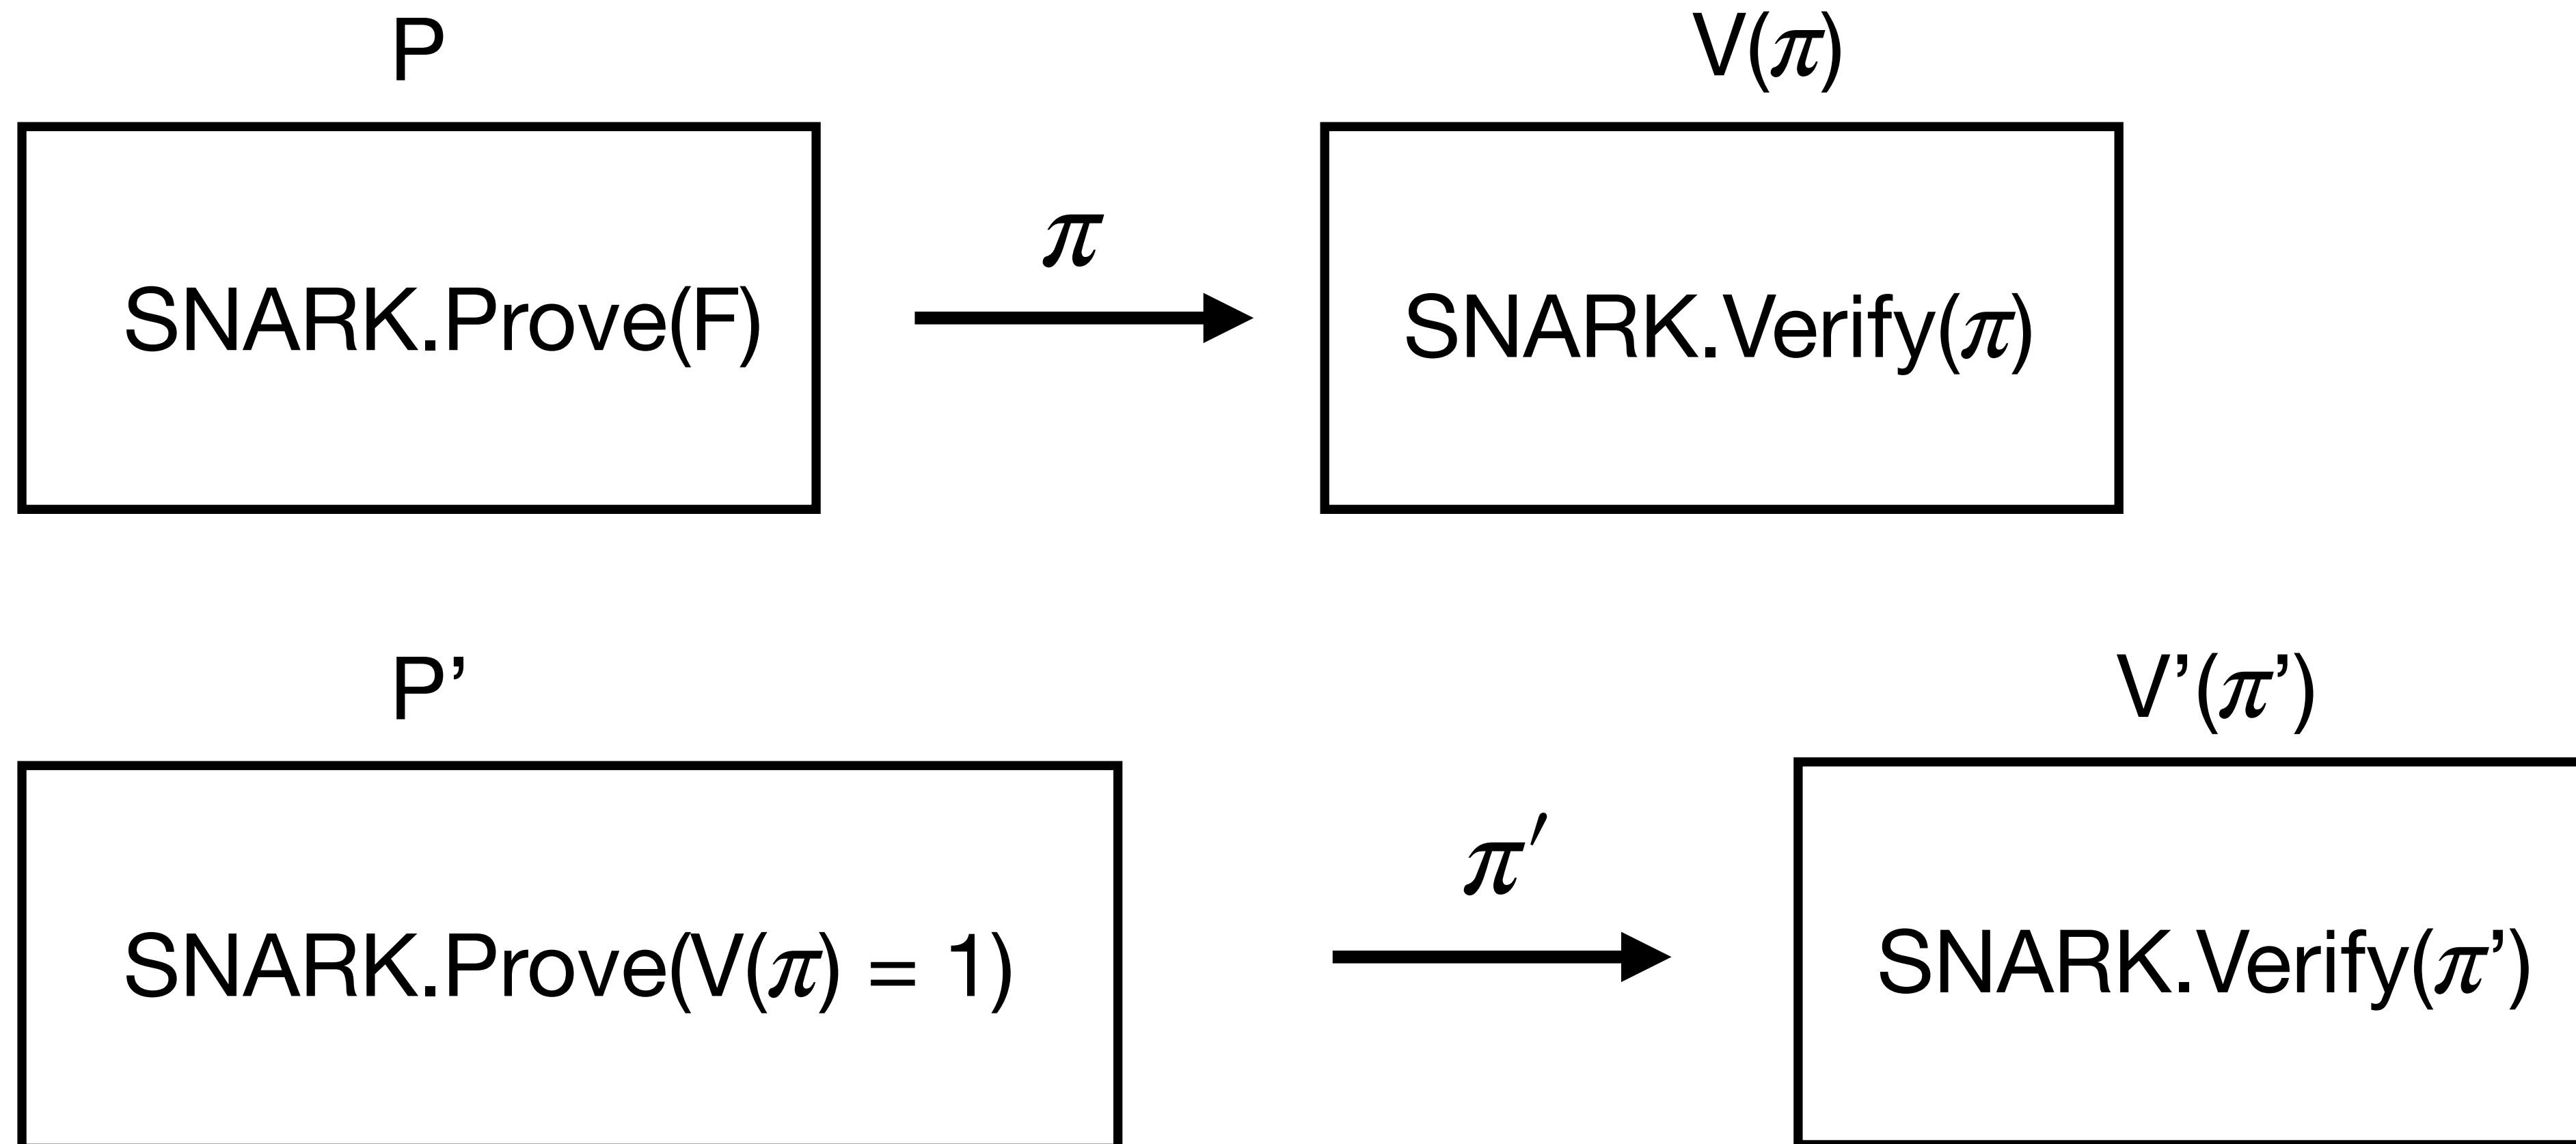 P
V(π)
SNARK.Prove(F)
π
SNARK.Verify(π)
P’
V’(π’)
SNARK.Prove(V(π) = 1)
π′
SNARK.Verify(π’)